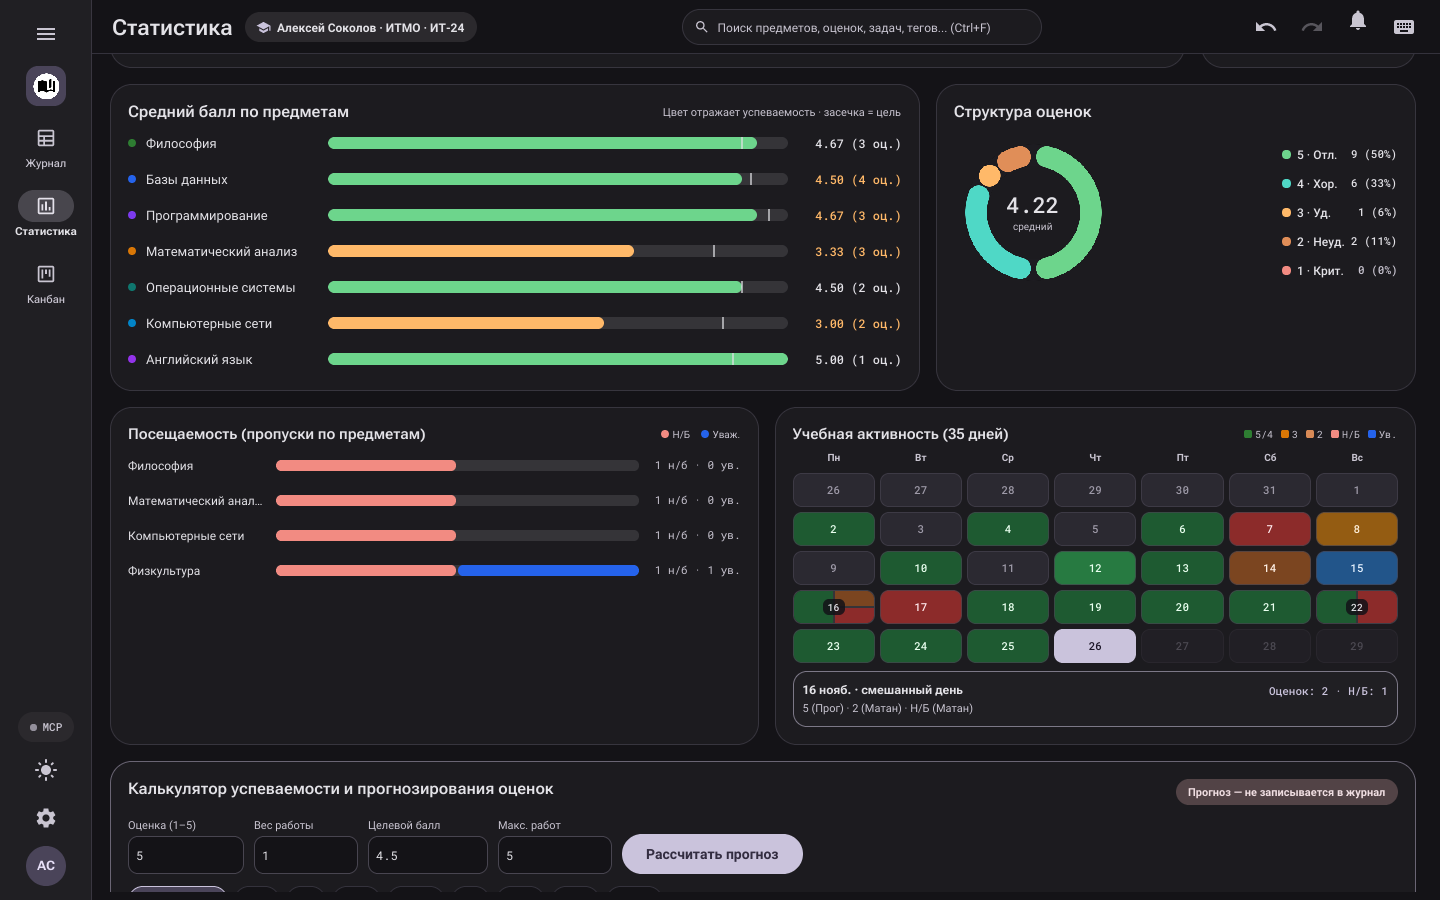 Статистика
Алексей Соколов · ИТМО · ИТ-24
Поиск предметов, оценок, задач, тегов... (Ctrl+F)
Журнал
Статистика
Канбан
MCP
АС
Средний балл по предметам
Цвет отражает успеваемость · засечка = цель
Философия 4.67 (3 оц.)
Базы данных 4.50 (4 оц.)
Программирование 4.67 (3 оц.)
Математический анализ 3.33 (3 оц.)
Операционные системы 4.50 (2 оц.)
Компьютерные сети 3.00 (2 оц.)
Английский язык 5.00 (1 оц.)
Структура оценок
4.22
средний
5 · Отл. 9 (50%)
4 · Хор. 6 (33%)
3 · Уд. 1 (6%)
2 · Неуд. 2 (11%)
1 · Крит. 0 (0%)
Посещаемость (пропуски по предметам)
Н/Б Уваж.
Философия 1 н/б · 0 ув.
Математический анал... 1 н/б · 0 ув.
Компьютерные сети 1 н/б · 0 ув.
Физкультура 1 н/б · 1 ув.
Учебная активность (35 дней)
5/4 3 2 Н/Б Ув.
Пн Вт Ср Чт Пт Сб Вс
26 27 28 29 30 31 1
2 3 4 5 6 7 8
9 10 11 12 13 14 15
16 17 18 19 20 21 22
23 24 25 26 27 28 29
16 нояб. · смешанный день
Оценок: 2 · Н/Б: 1
5 (Прог) · 2 (Матан) · Н/Б (Матан)
Калькулятор успеваемости и прогнозирования оценок
Прогноз — не записывается в журнал
Оценка (1–5) Вес работы Целевой балл Макс. работ
5 1 4.5 5
Рассчитать прогноз